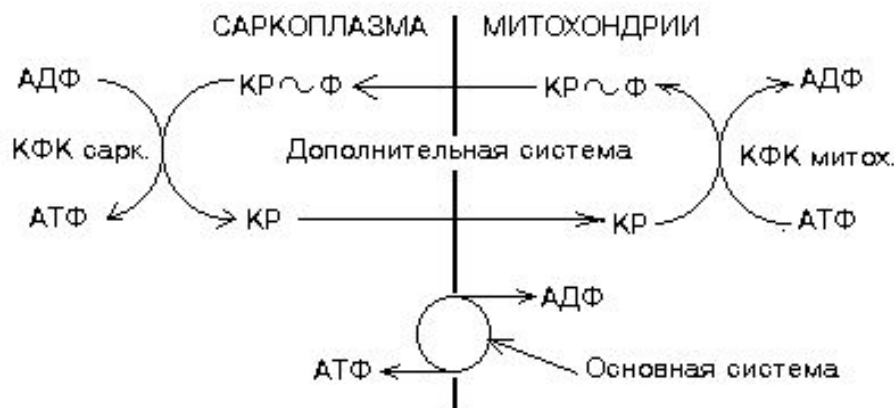 САРКОПЛАЗМА МИТОХОНДРИИ
АДФ КР～Ф КР～Ф АДФ
КФК сарк. Дополнительная система КФК митох.
АТФ КР КР АТФ
АДФ
АТФ Основная система